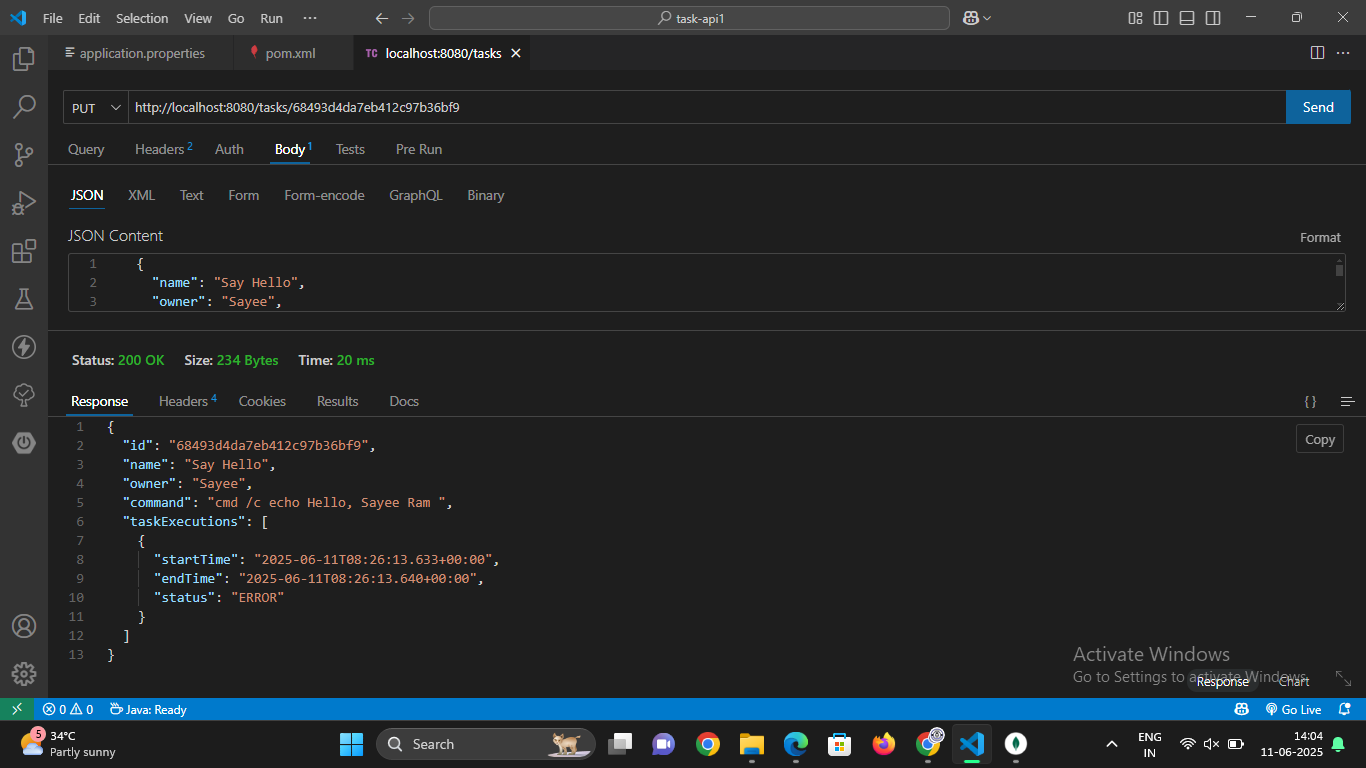 File Edit Selection View Go Run ··· task-api1
application.properties pom.xml TC localhost:8080/tasks
PUT http://localhost:8080/tasks/68493d4da7eb412c97b36bf9 Send
Query Headers 2 Auth Body 1 Tests Pre Run
JSON XML Text Form Form-encode GraphQL Binary
JSON Content Format
1 {
2 "name": "Say Hello",
3 "owner": "Sayee",
Status: 200 OK Size: 234 Bytes Time: 20 ms
Response Headers 4 Cookies Results Docs { }
1 {
Copy
2 "id": "68493d4da7eb412c97b36bf9",
3 "name": "Say Hello",
4 "owner": "Sayee",
5 "command": "cmd /c echo Hello, Sayee Ram ",
6 "taskExecutions": [
7 {
8 "startTime": "2025-06-11T08:26:13.633+00:00",
9 "endTime": "2025-06-11T08:26:13.640+00:00",
10 "status": "ERROR"
11 }
12 ]
13 }
Activate Windows
Go to Settings to activate Windows.
Response Chart
0 0 Java: Ready Go Live
5 34°C
Partly sunny
Search
ENG
IN
14:04
11-06-2025